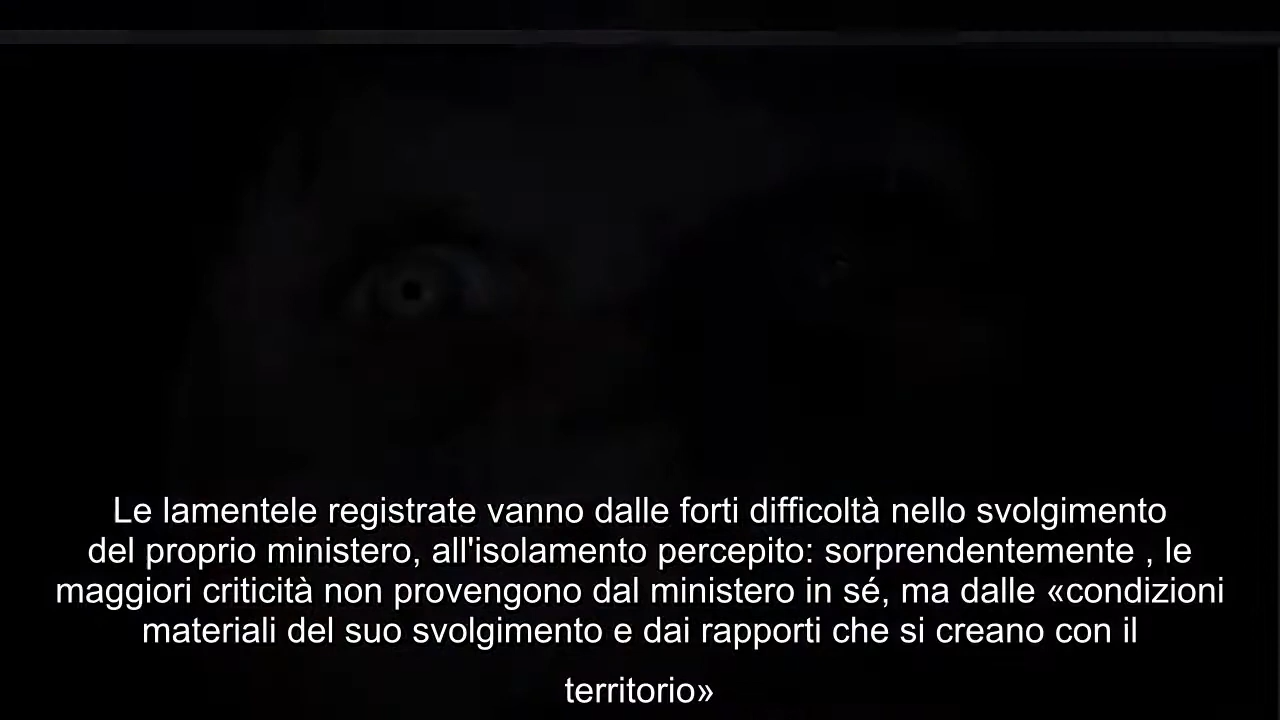 Le lamentele registrate vanno dalle forti difficoltà nello svolgimento
del proprio ministero, all'isolamento percepito: sorprendentemente , le
maggiori criticità non provengono dal ministero in sé, ma dalle «condizioni
materiali del suo svolgimento e dai rapporti che si creano con il
territorio»